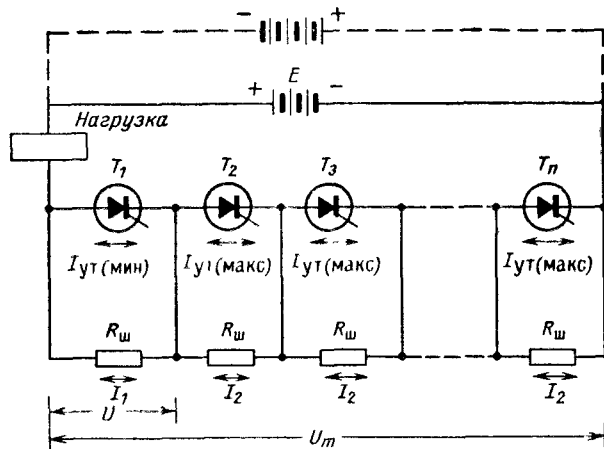 - +
E
+ -
Нагрузка
T1 T2 T3 Tn
Iут(мин) Iут(макс) Iут(макс) Iут(макс)
Rш Rш Rш Rш
I1 I2 I2 I2
U
Um